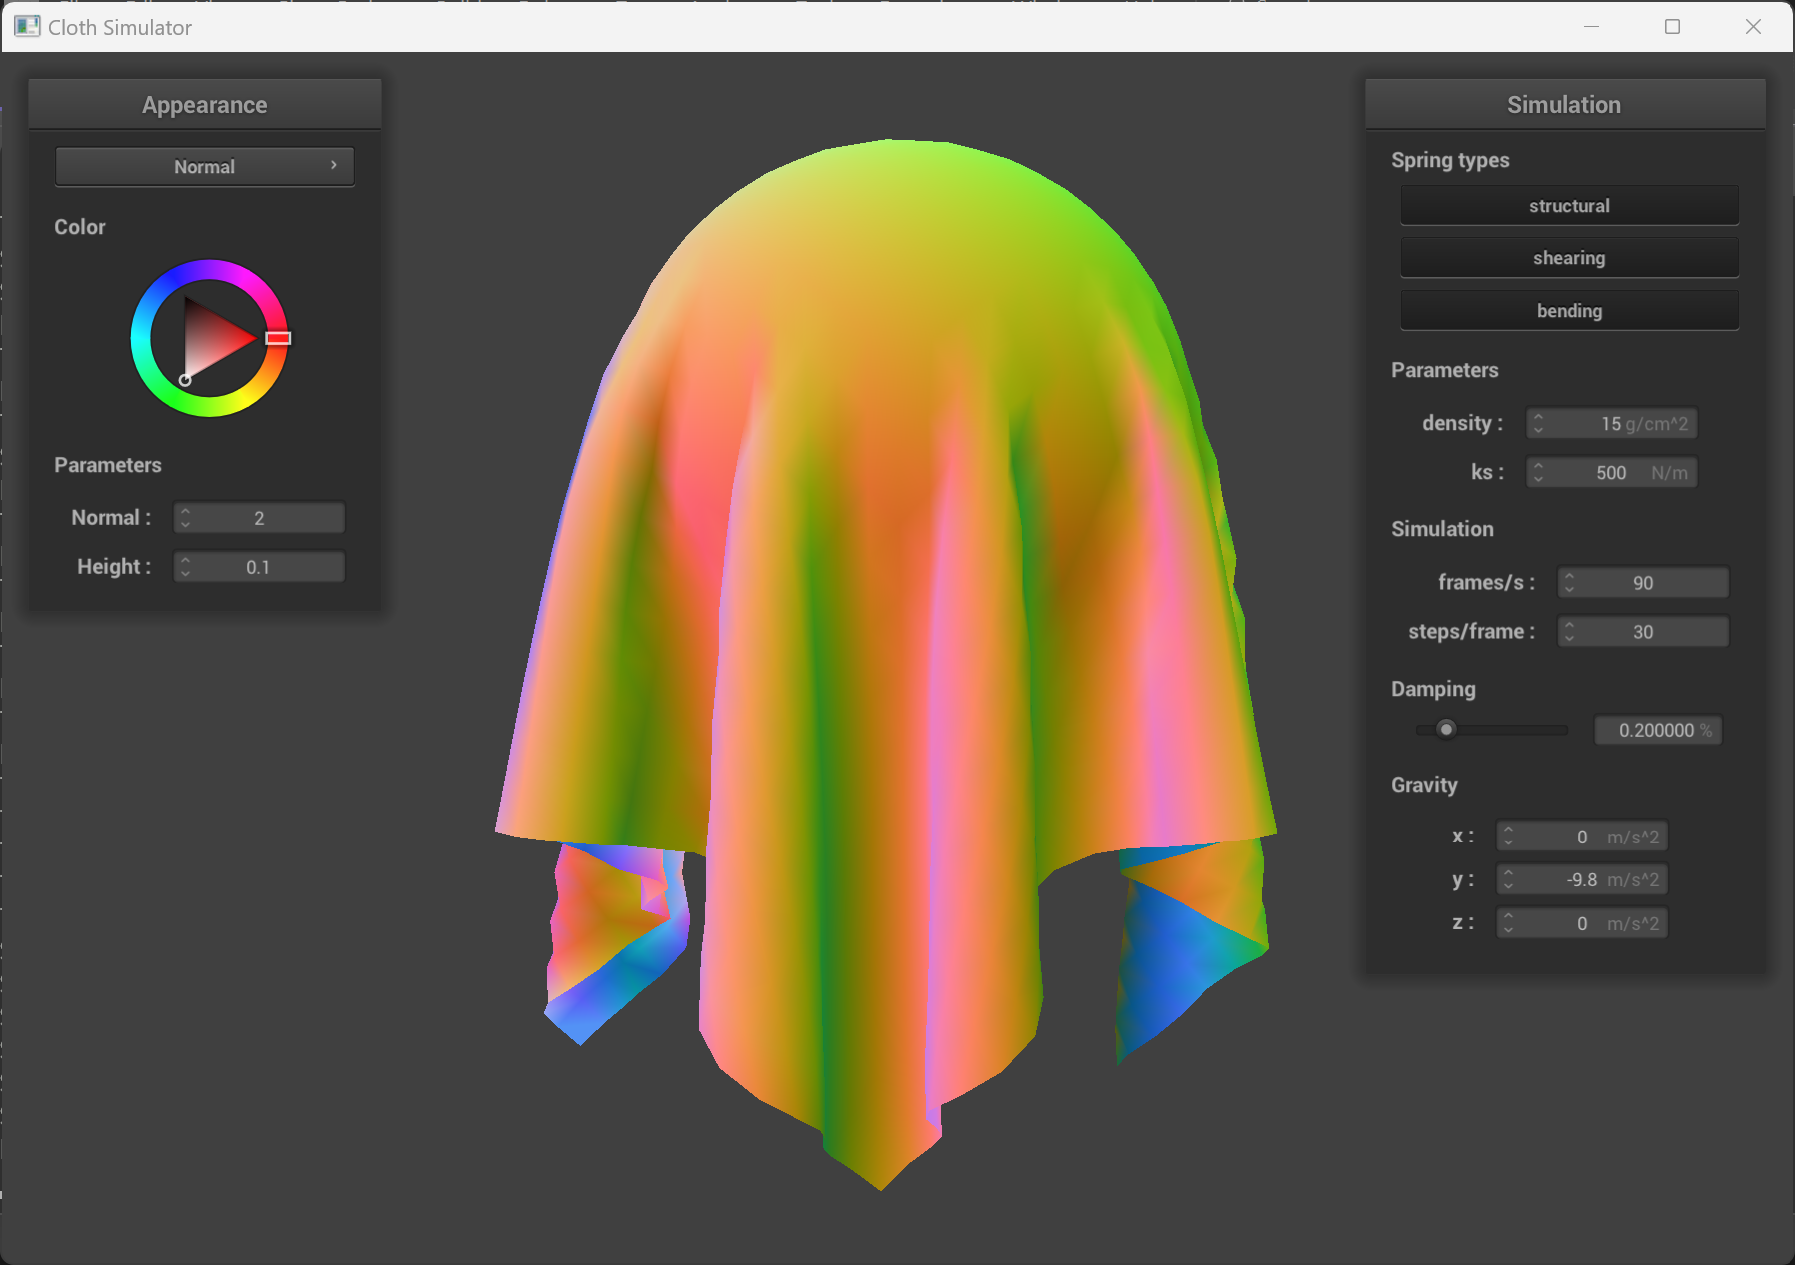 Cloth Simulator
Appearance
Normal
Color
Parameters
Normal : 2
Height : 0.1
Simulation
Spring types
structural
shearing
bending
Parameters
density : 15 g/cm^2
ks : 500 N/m
Simulation
frames/s : 90
steps/frame : 30
Damping
0.200000 %
Gravity
x : 0 m/s^2
y : -9.8 m/s^2
z : 0 m/s^2